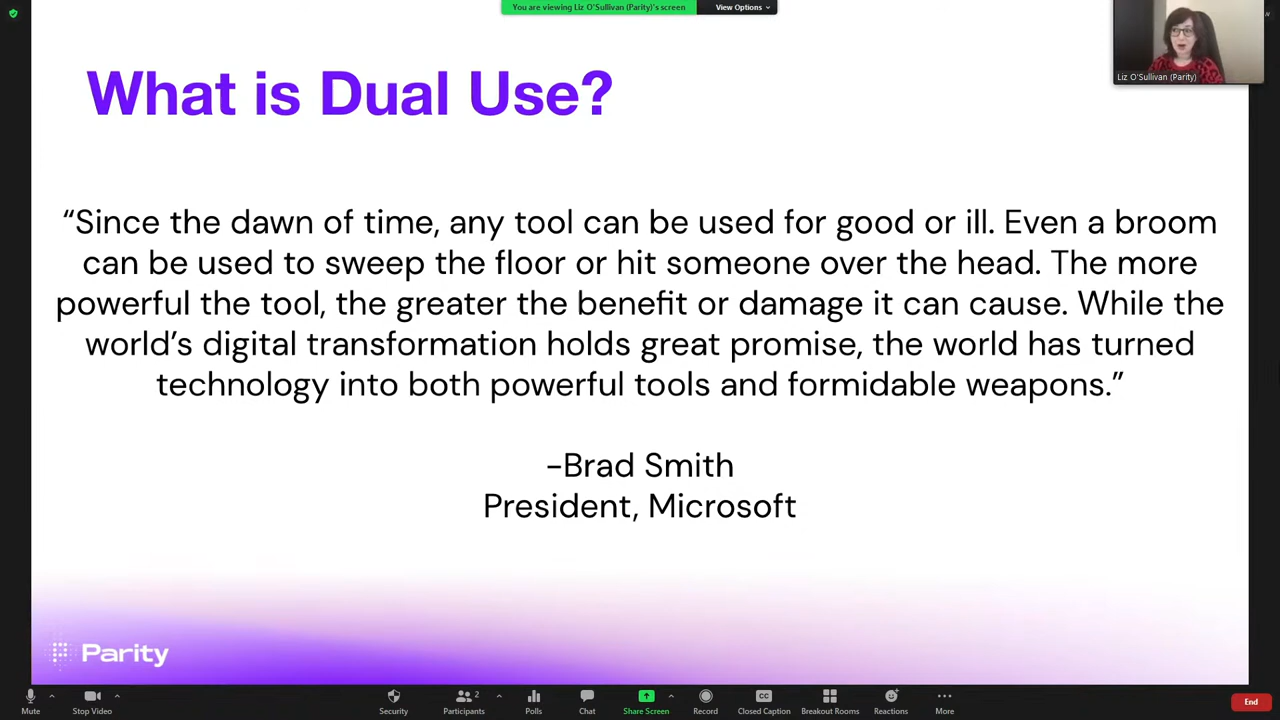 You are viewing Liz O'Sullivan (Parity)'s screen
View Options
Liz O'Sullivan (Parity)
What is Dual Use?
“Since the dawn of time, any tool can be used for good or ill. Even a broom
can be used to sweep the floor or hit someone over the head. The more
powerful the tool, the greater the benefit or damage it can cause. While the
world’s digital transformation holds great promise, the world has turned
technology into both powerful tools and formidable weapons.”
-Brad Smith
President, Microsoft
Parity
Mute
Stop Video
Security
Participants 2
Polls
Chat
Share Screen
Record
Closed Caption
Breakout Rooms
Reactions
More
End